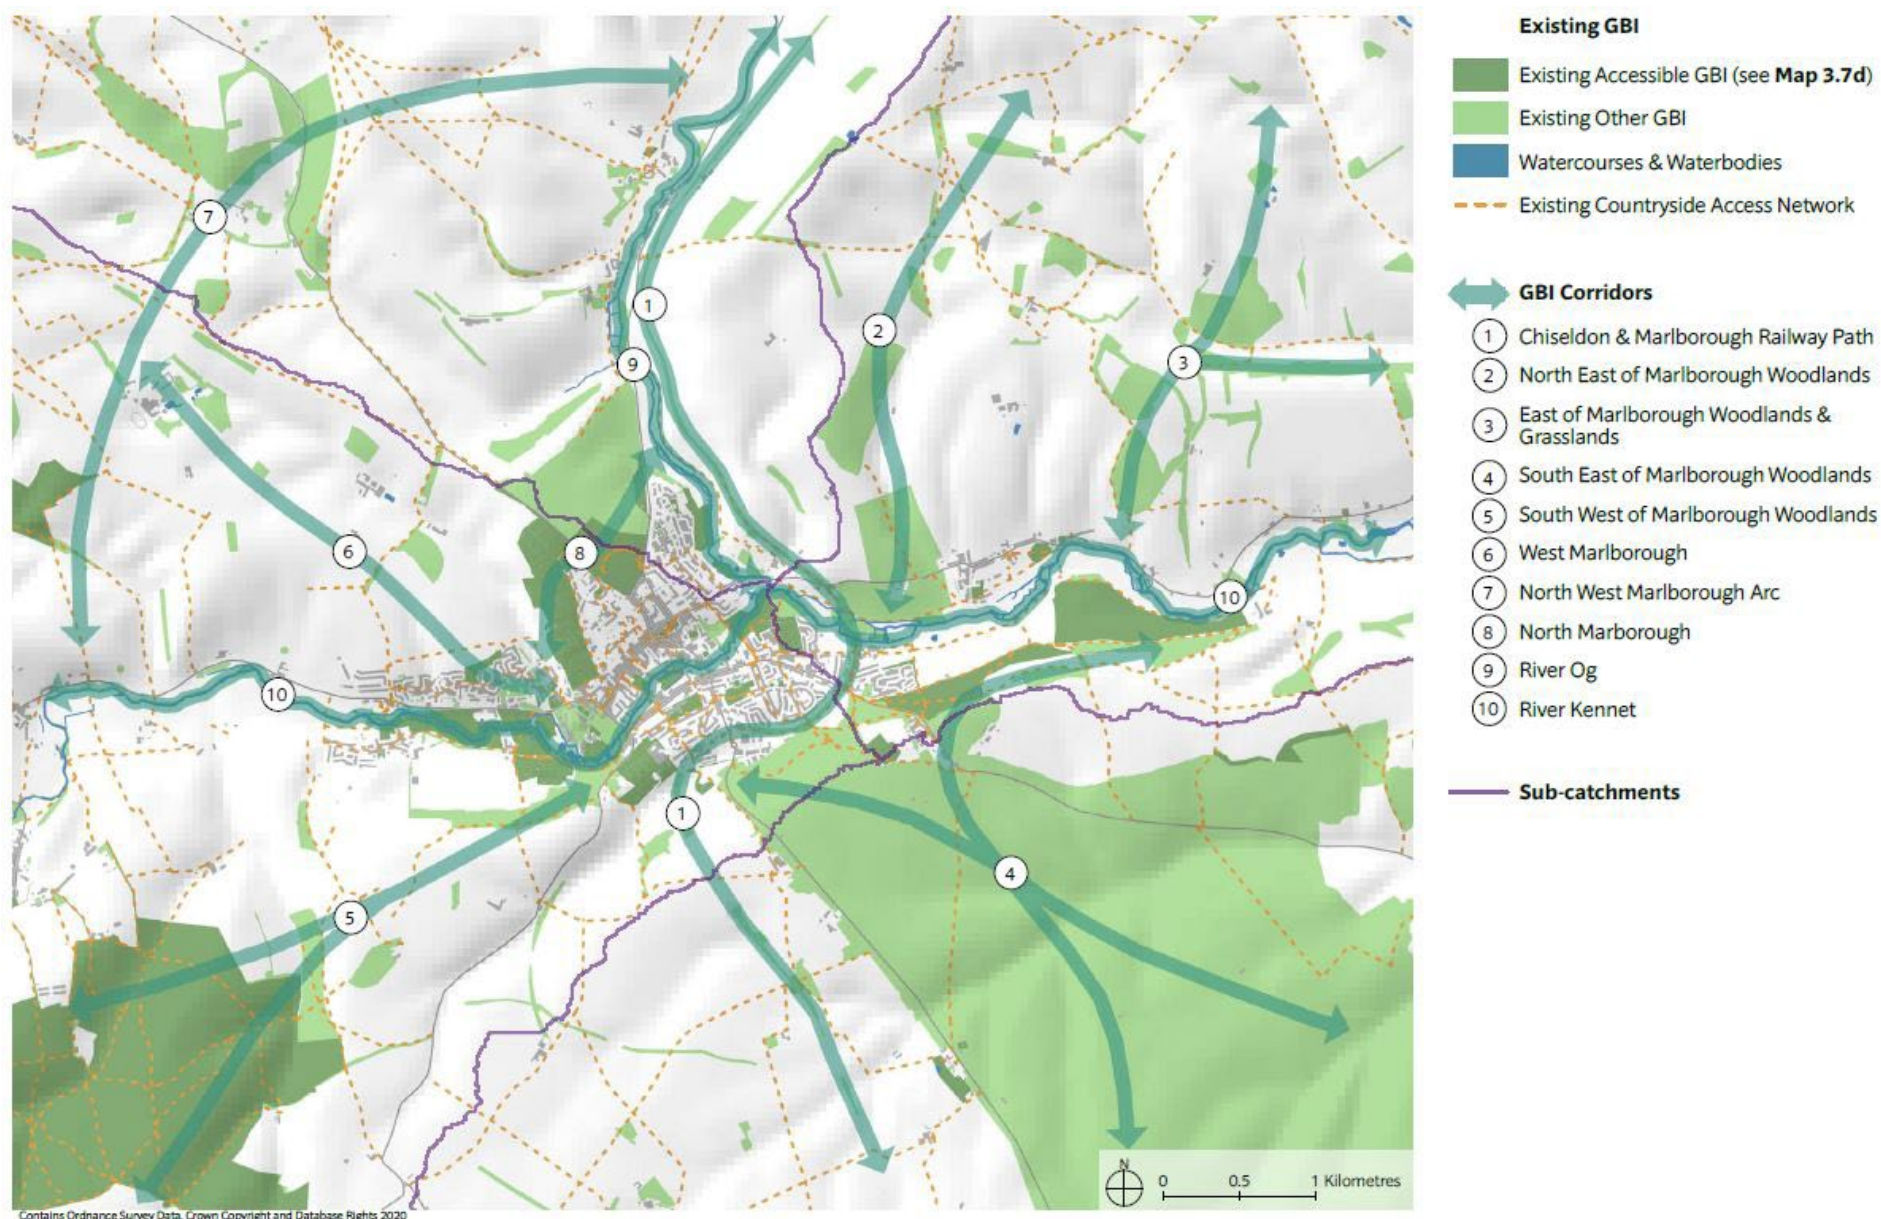 Existing GBI
Existing Accessible GBI (see Map 3.7d)
Existing Other GBI
Watercourses & Waterbodies
Existing Countryside Access Network
GBI Corridors
1 Chiseldon & Marlborough Railway Path
2 North East of Marlborough Woodlands
3 East of Marlborough Woodlands &
Grasslands
4 South East of Marlborough Woodlands
5 South West of Marlborough Woodlands
6 West Marlborough
7 North West Marlborough Arc
8 North Marborough
9 River Og
10 River Kennet
Sub-catchments
7
1
2
9
3
8
6
10
10
1
4
5
N
0 0.5 1 Kilometres
Contains Ordnance Survey Data, Crown Copyright and Database Rights 2020